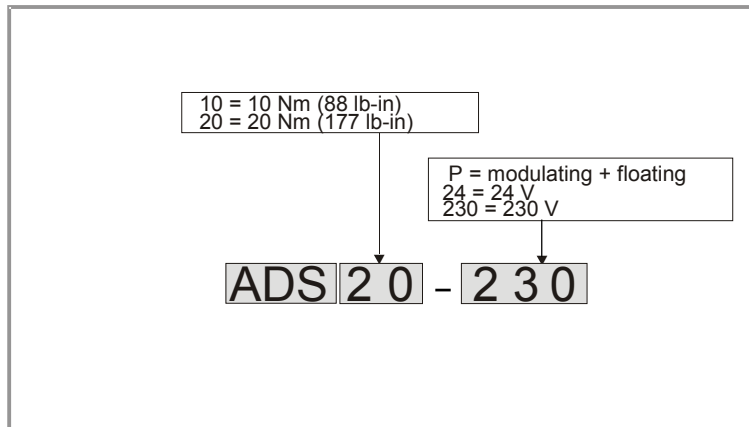 10 = 10 Nm (88 lb-in)
20 = 20 Nm (177 lb-in)
P = modulating + floating
24 = 24 V
230 = 230 V
ADS 2 0 – 2 3 0